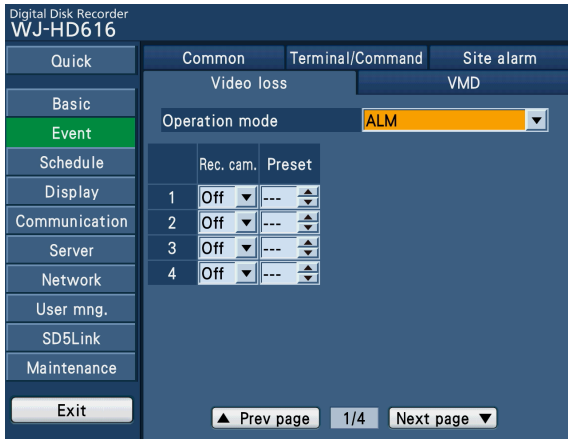 Digital Disk Recorder
WJ-HD616
Quick
Basic
Event
Schedule
Display
Communication
Server
Network
User mng.
SD5Link
Maintenance
Exit
Common Terminal/Command Site alarm
Video loss VMD
Operation mode ALM
Rec. cam. Preset
1 Off ---
2 Off ---
3 Off ---
4 Off ---
Prev page 1/4 Next page